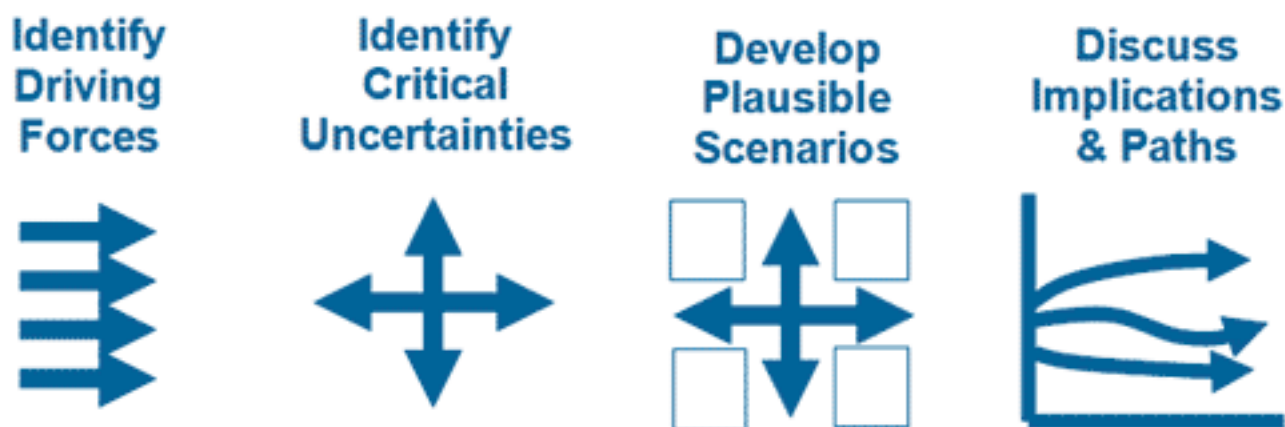 Identify
Driving
Forces
Identify
Critical
Uncertainties
Develop
Plausible
Scenarios
Discuss
Implications
& Paths